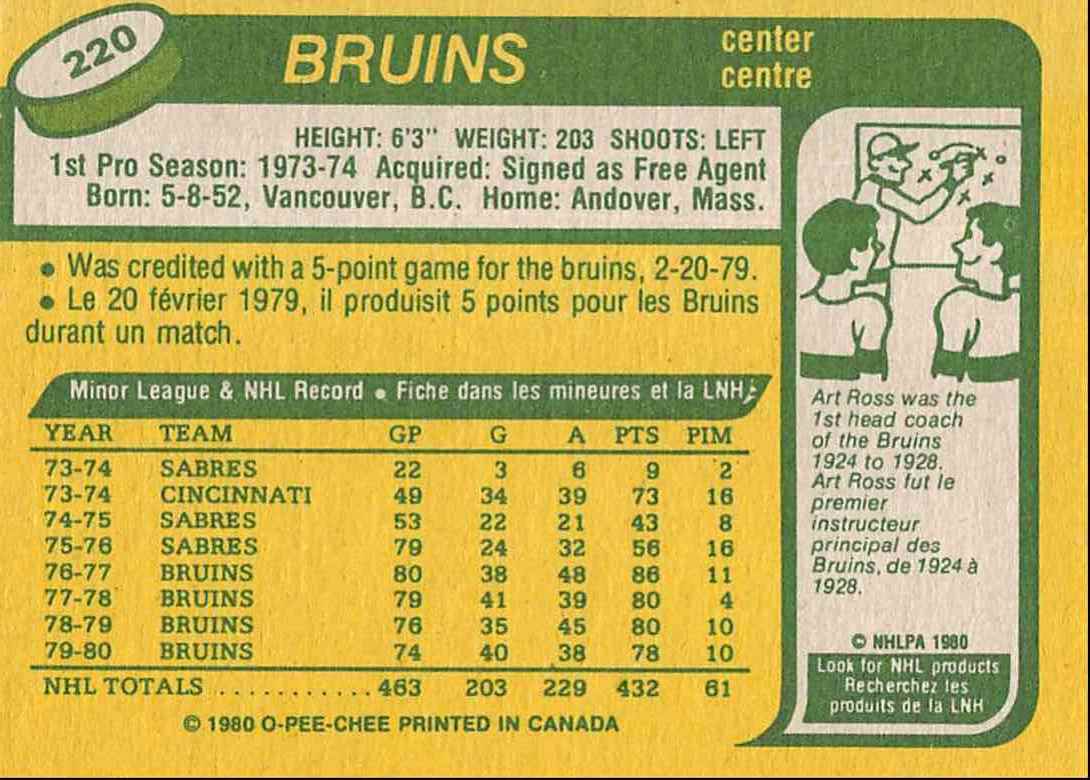 220
BRUINS
center
centre
HEIGHT: 6'3" WEIGHT: 203 SHOOTS: LEFT
1st Pro Season: 1973-74 Acquired: Signed as Free Agent
Born: 5-8-52, Vancouver, B.C. Home: Andover, Mass.
• Was credited with a 5-point game for the bruins, 2-20-79.
• Le 20 février 1979, il produisit 5 points pour les Bruins
durant un match.
Minor League & NHL Record • Fiche dans les mineures et la LNH
YEAR TEAM GP G A PTS PIM
73-74 SABRES 22 3 6 9 2
73-74 CINCINNATI 49 34 39 73 16
74-75 SABRES 53 22 21 43 8
75-76 SABRES 79 24 32 56 16
76-77 BRUINS 80 38 48 86 11
77-78 BRUINS 79 41 39 80 4
78-79 BRUINS 76 35 45 80 10
79-80 BRUINS 74 40 38 78 10
NHL TOTALS ........... 463 203 229 432 61
© 1980 O-PEE-CHEE PRINTED IN CANADA
Art Ross was the
1st head coach
of the Bruins
1924 to 1928.
Art Ross fut le
premier
instructeur
principal des
Bruins, de 1924 à
1928.
© NHLPA 1980
Look for NHL products
Recherchez les
produits de la LNH